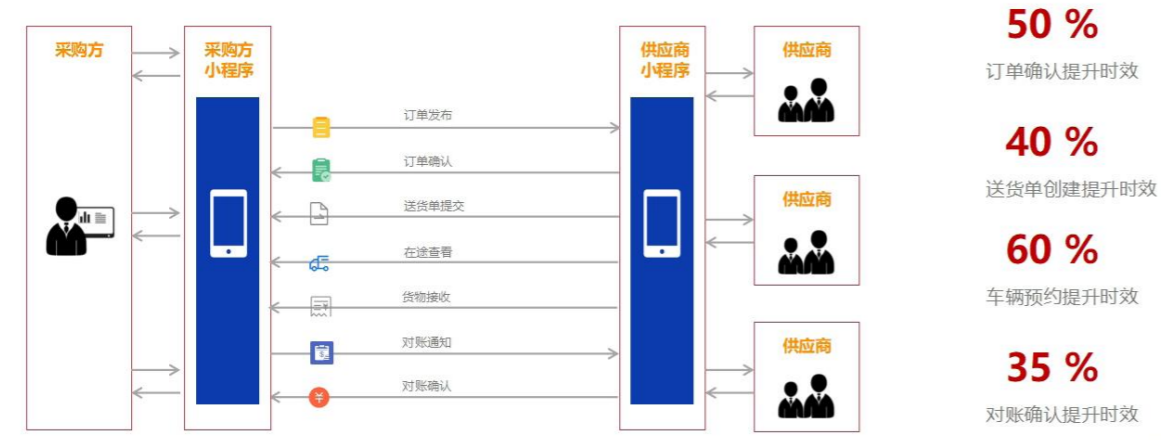 采购方
采购方
小程序
订单发布
订单确认
送货单提交
在途查看
货物接收
对账通知
对账确认
供应商
小程序
供应商
供应商
供应商
50 %
订单确认提升时效
40 %
送货单创建提升时效
60 %
车辆预约提升时效
35 %
对账确认提升时效